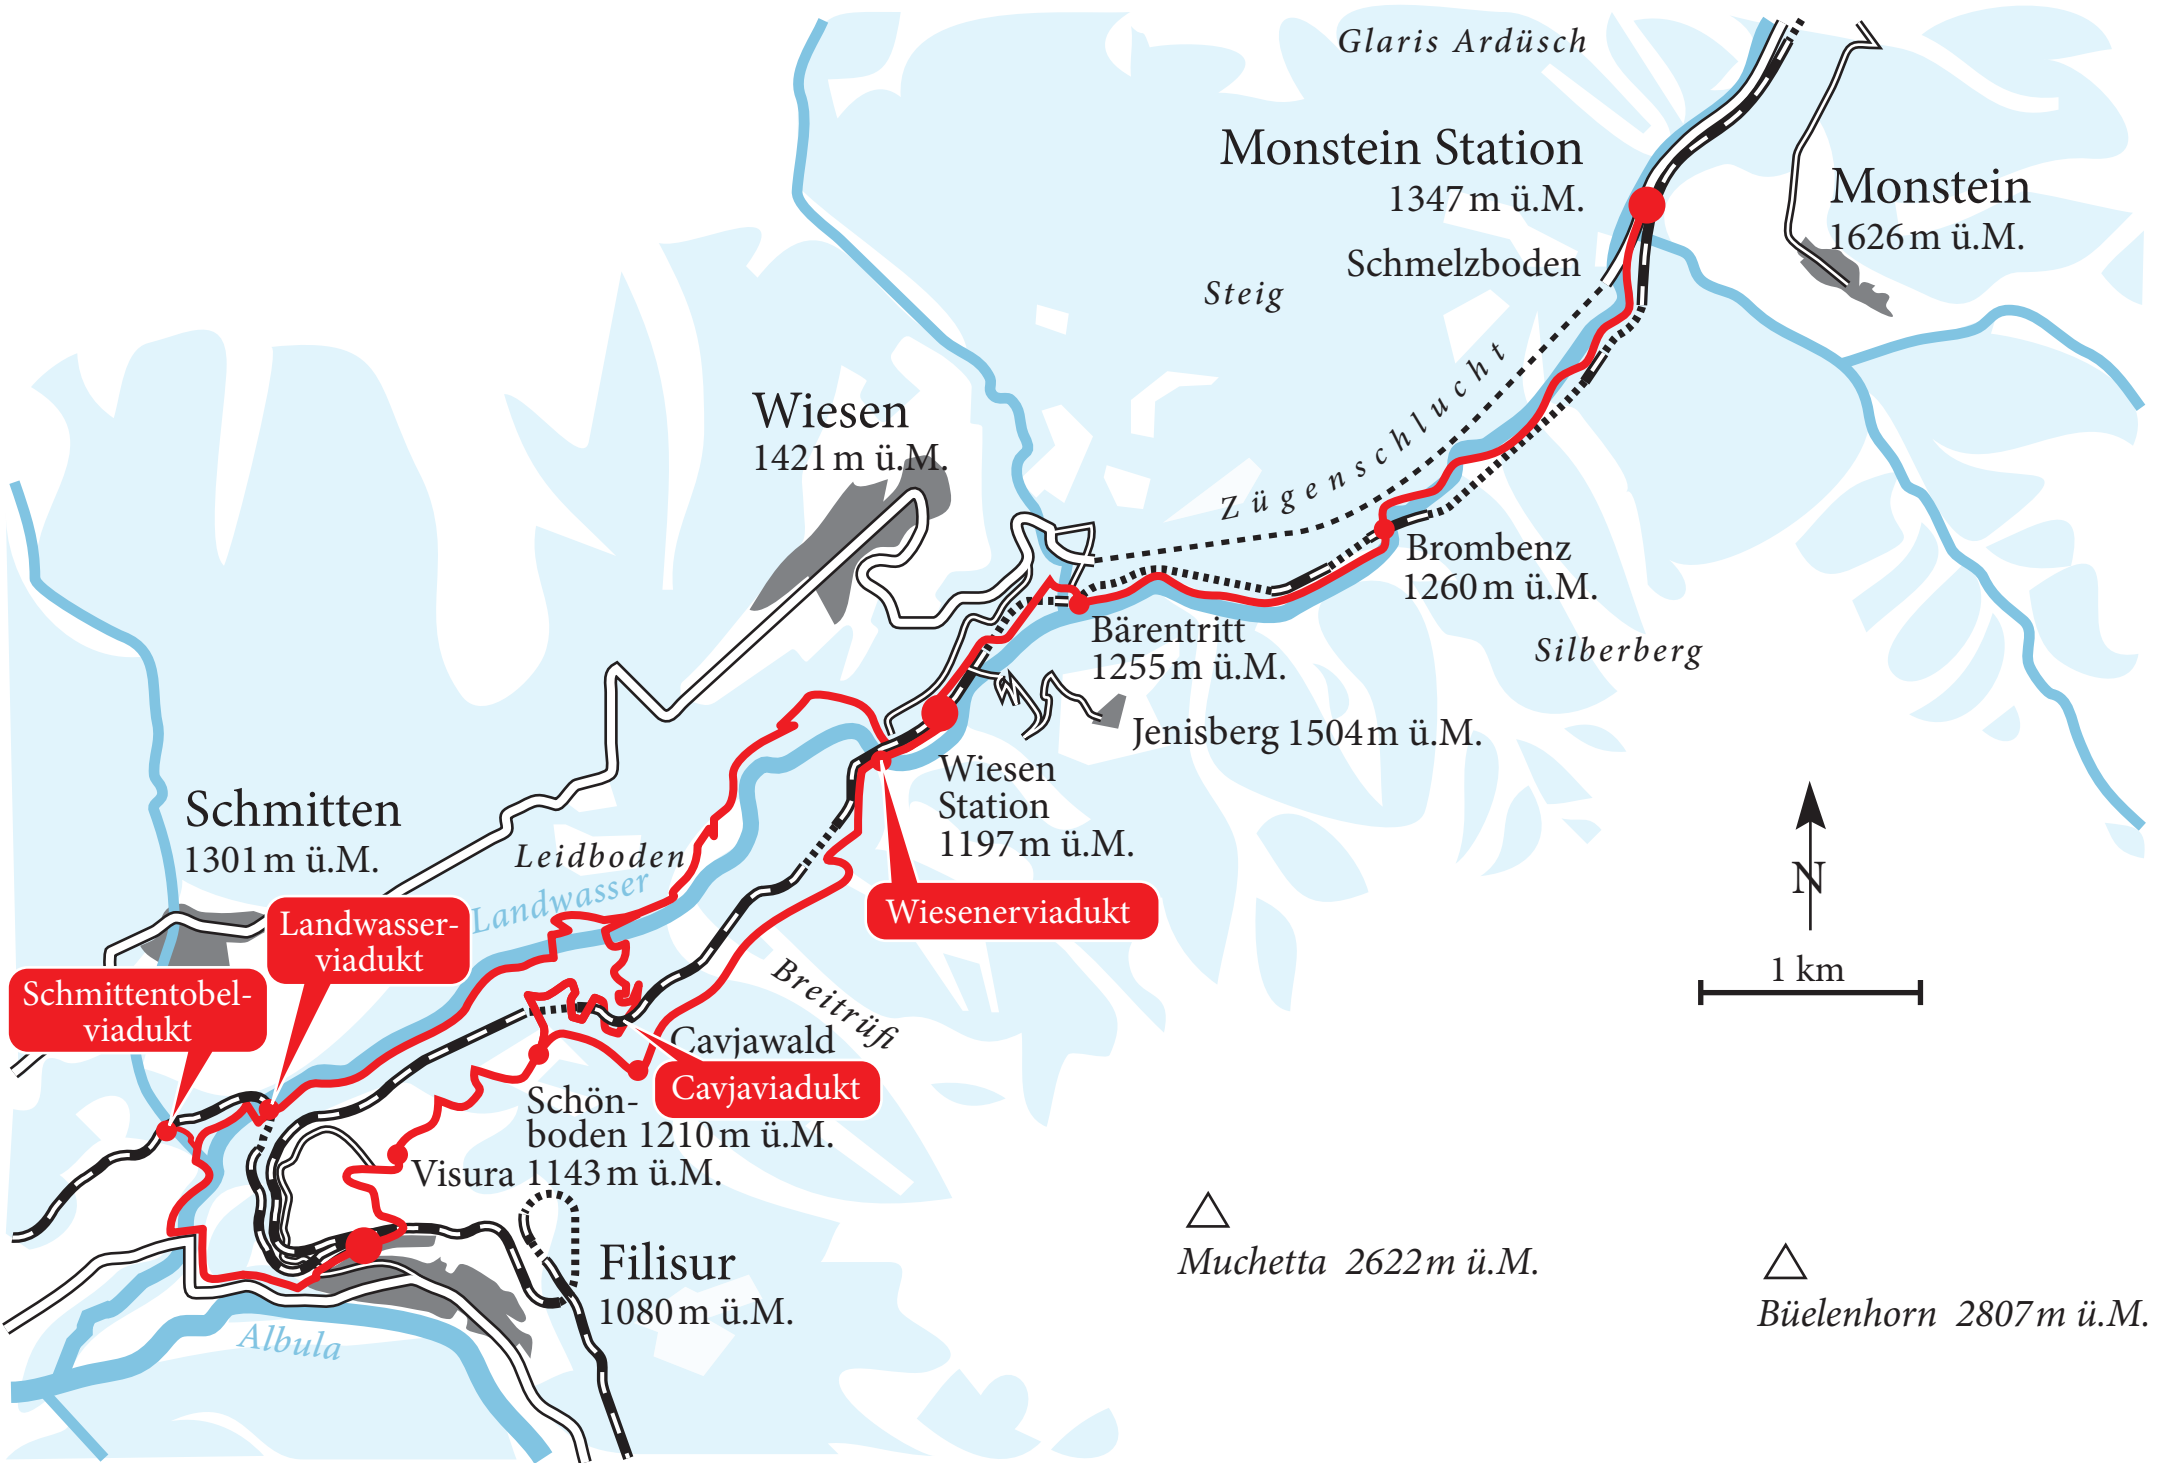 Glaris Ardüsch
Monstein Station
1347 m ü.M.
Monstein
1626 m ü.M.
Schmelzboden
Steig
Zügenschlucht
Wiesen
1421 m ü.M.
Brombenz
1260 m ü.M.
Bärentritt
1255 m ü.M.
Silberberg
Jenisberg 1504 m ü.M.
Wiesen
Station
1197 m ü.M.
Schmitten
1301 m ü.M.
Leidboden
Landwasser
Wiesenerviadukt
Landwasser-
viadukt
Schmittentobel-
viadukt
Breitrüfi
Cavjawald
Cavjaviadukt
Schön-
boden 1210 m ü.M.
Visura 1143 m ü.M.
Filisur
1080 m ü.M.
Albula
N
1 km
Muchetta 2622 m ü.M.
Büelenhorn 2807 m ü.M.